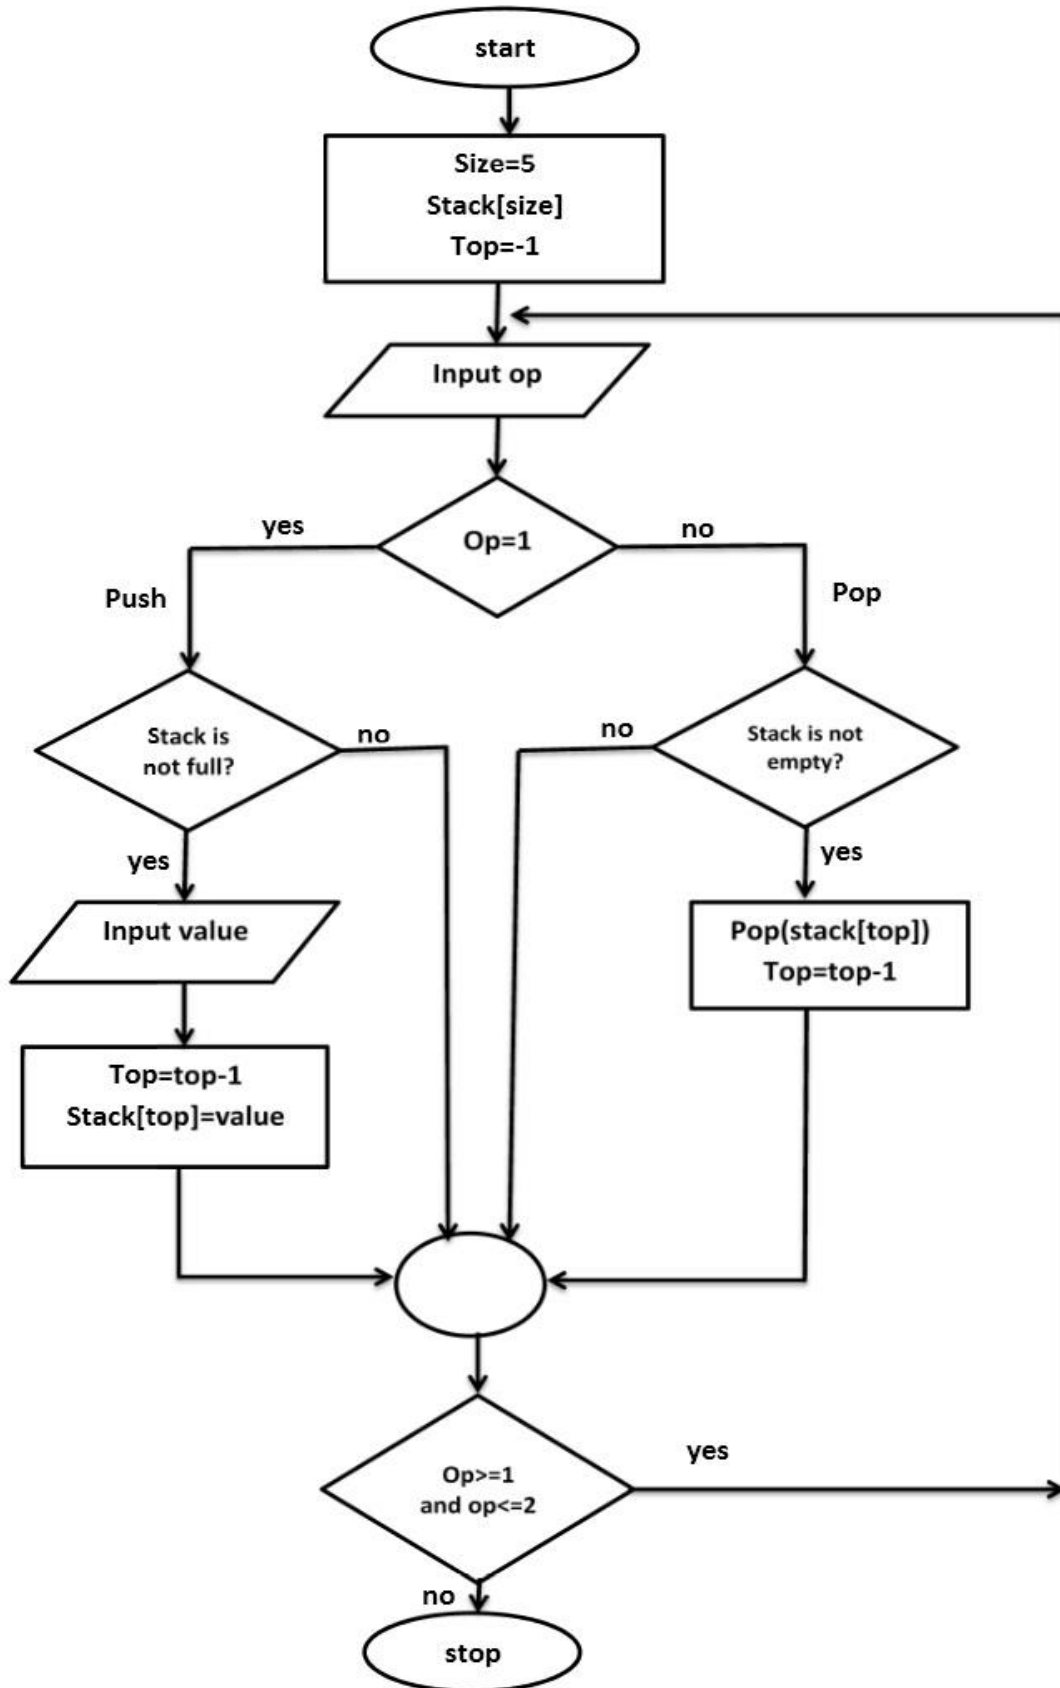 start
Size=5
Stack[size]
Top=-1
Input op
Op=1
yes
no
Push
Pop
Stack is
not full?
no
no
Stack is not
empty?
yes
yes
Input value
Pop(stack[top])
Top=top-1
Top=top-1
Stack[top]=value
Op>=1
and op<=2
yes
no
stop